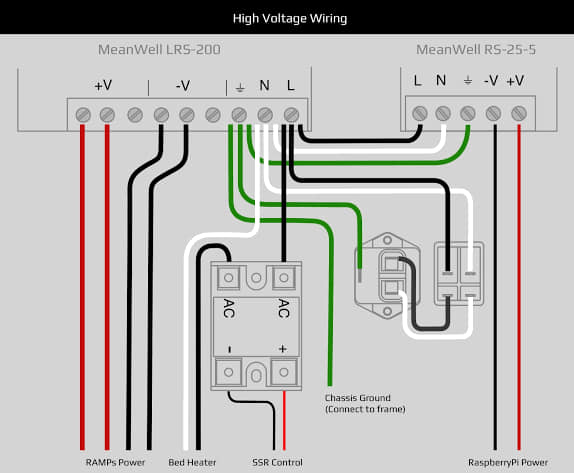 High Voltage Wiring
MeanWell LRS-200
MeanWell RS-25-5
+V -V ⏚ N L
L N ⏚ -V +V
AC AC
- +
Chassis Ground
(Connect to frame)
RAMPs Power Bed Heater SSR Control RaspberryPi Power